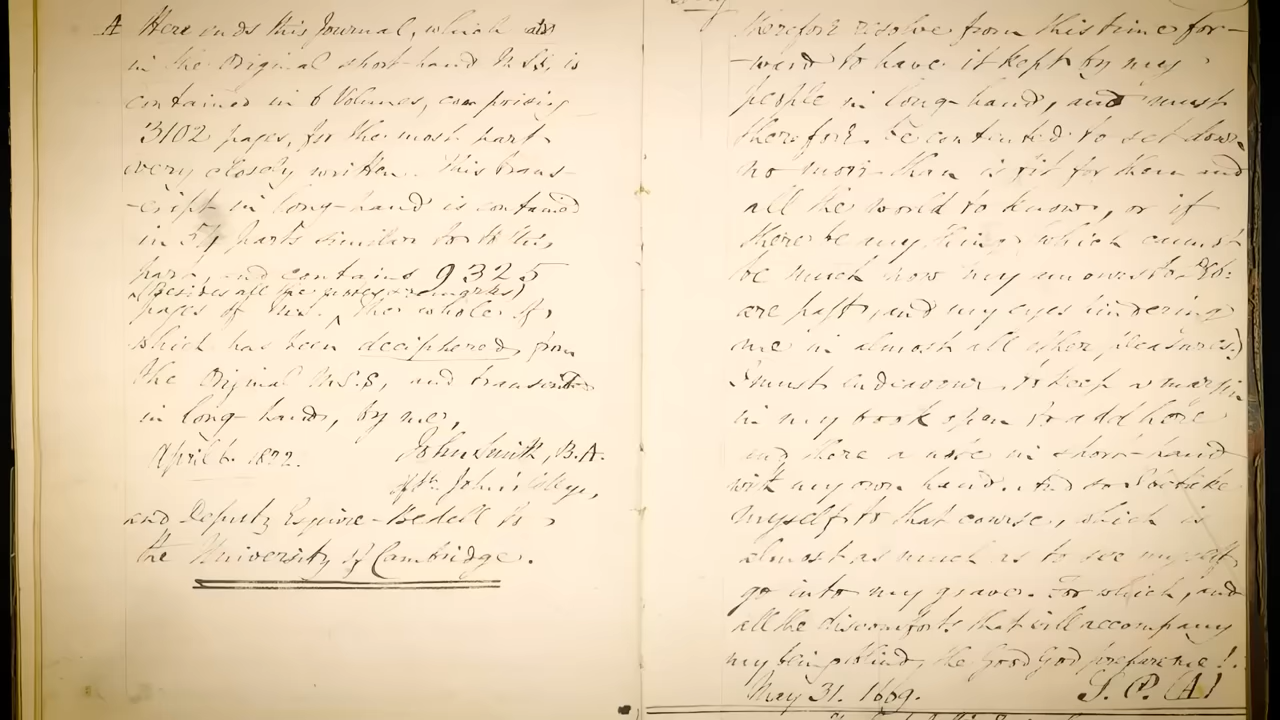 A Here ends this Journal, which
in the Original short-hand MSS, is
contained in 6 Volumes, comprising
3102 pages, for the most part
very closely written. This trans-
-cript in long-hand is contained
in 54 parts similar to this
part, and contains 9325
(Besides all the
pages of The whole of
which has been deciphered, from
the Original MSS, and transcribed
in long-hand, by me,
April 6. 1822.
John Smith, B.A.
of St. John's College,
and Deputy Esquire-Bedell to
the University of Cambridge.
therefore resolve from this time for-
-ward to have it kept by my
people in long-hand, and must
therefore be contented to set down
no more than is fit for them and
all the world to know, or if
there be any thing (which cannot
be much now my amours to Deb:
are past, and my eyes hindering
me in almost all other pleasures)
I must endeavour to keep a margin
in my book open to add here
and there a note in short-hand
with my own hand. And so I betake
myself to that course, which is
almost as much as to see myself
go into my grave. For which, and
all the discomforts that will accompany
my being blind, the Good God prepare me!
May 31. 1669.
S. P. (A)